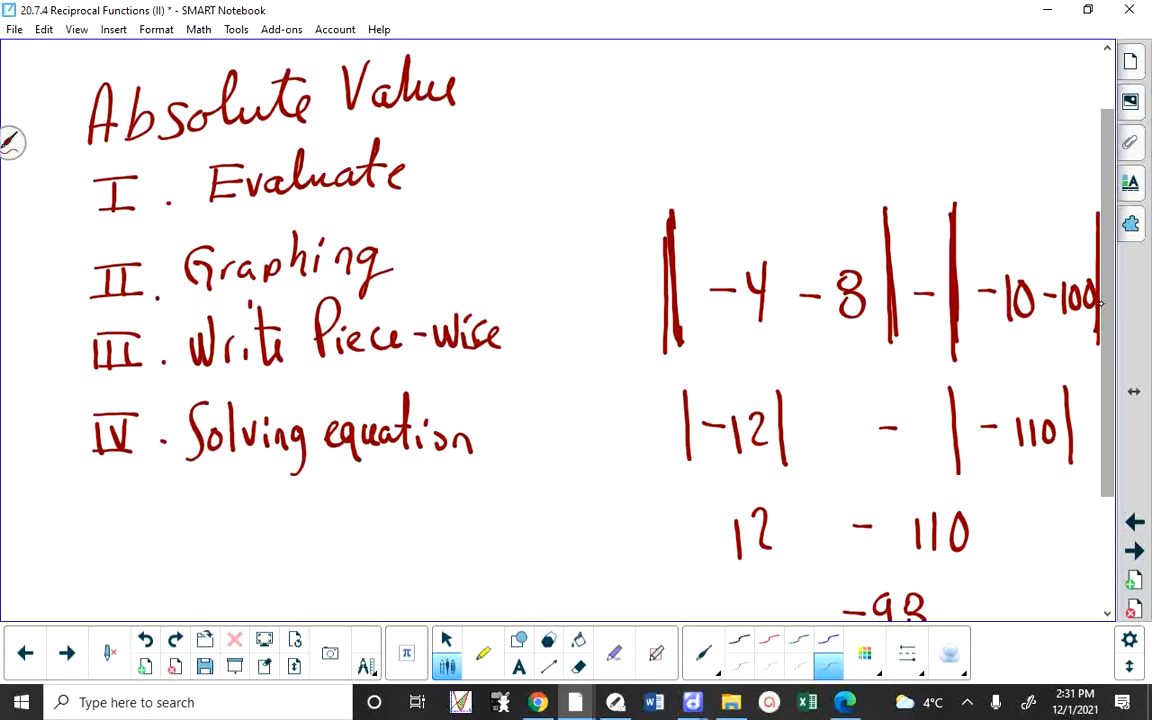 20.7.4 Reciprocal Functions (II) * - SMART Notebook
File Edit View Insert Format Math Tools Add-ons Account Help
Absolute Value
I. Evaluate
II. Graphing
III. Write Piece-wise
IV. Solving equation
|-4 - 8| - |-10 -100|
|-12| - |-110|
12 - 110
-98
Type here to search
4°C
2:31 PM
12/1/2021